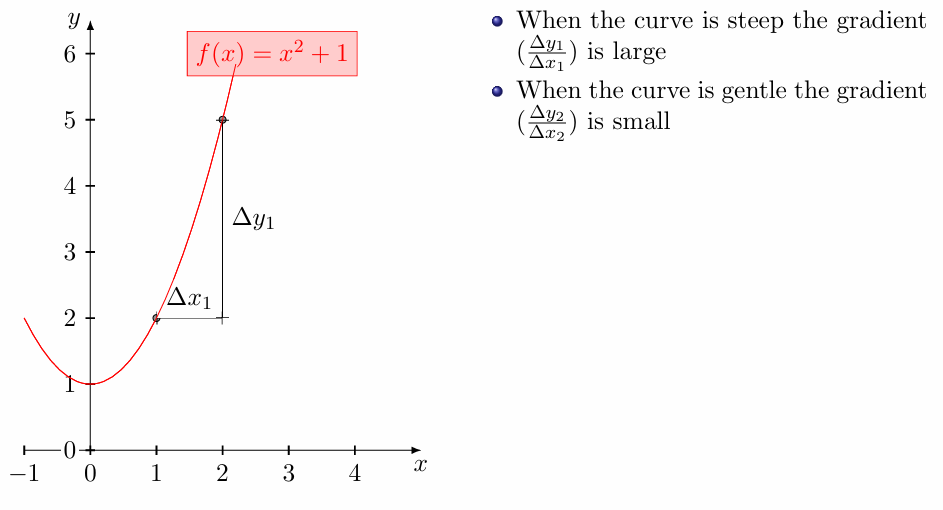 y
6
f(x) = x² + 1
5
4
3
2
1
0
Δy₁
Δx₁
−1 0 1 2 3 4
x
When the curve is steep the gradient
(Δy₁/Δx₁) is large
When the curve is gentle the gradient
(Δy₂/Δx₂) is small